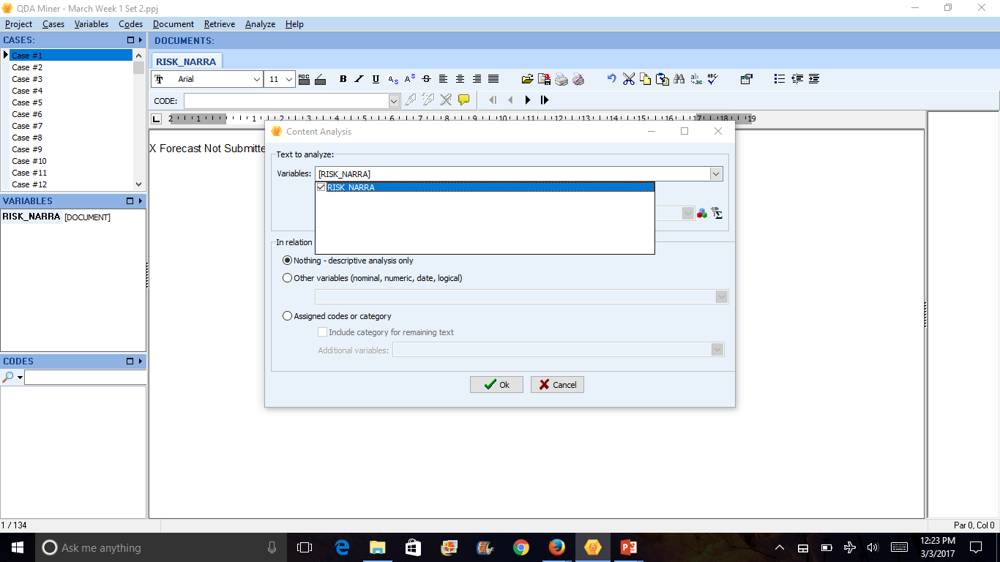 QDA Miner - March Week 1 Set 2.ppj
Project Cases Variables Codes Document Retrieve Analyze Help
CASES:
Case #1
Case #2
Case #3
Case #4
Case #5
Case #6
Case #7
Case #8
Case #9
Case #10
Case #11
Case #12
VARIABLES
RISK_NARRA [DOCUMENT]
CODES
1 / 134
DOCUMENTS:
RISK_NARRA
Arial 11 B I U
CODE:
2 1 1 2 3 4 5 6 7 8 9 10 11 12 13 14 15 16 17 18 19
X Forecast Not Submitte
Content Analysis
Text to analyze:
Variables: [RISK_NARRA]
RISK_NARRA
In relation
Nothing - descriptive analysis only
Other variables (nominal, numeric, date, logical)
Assigned codes or category
Include category for remaining text
Additional variables:
Ok Cancel
Par 0, Col 0
Ask me anything
12:23 PM
3/3/2017